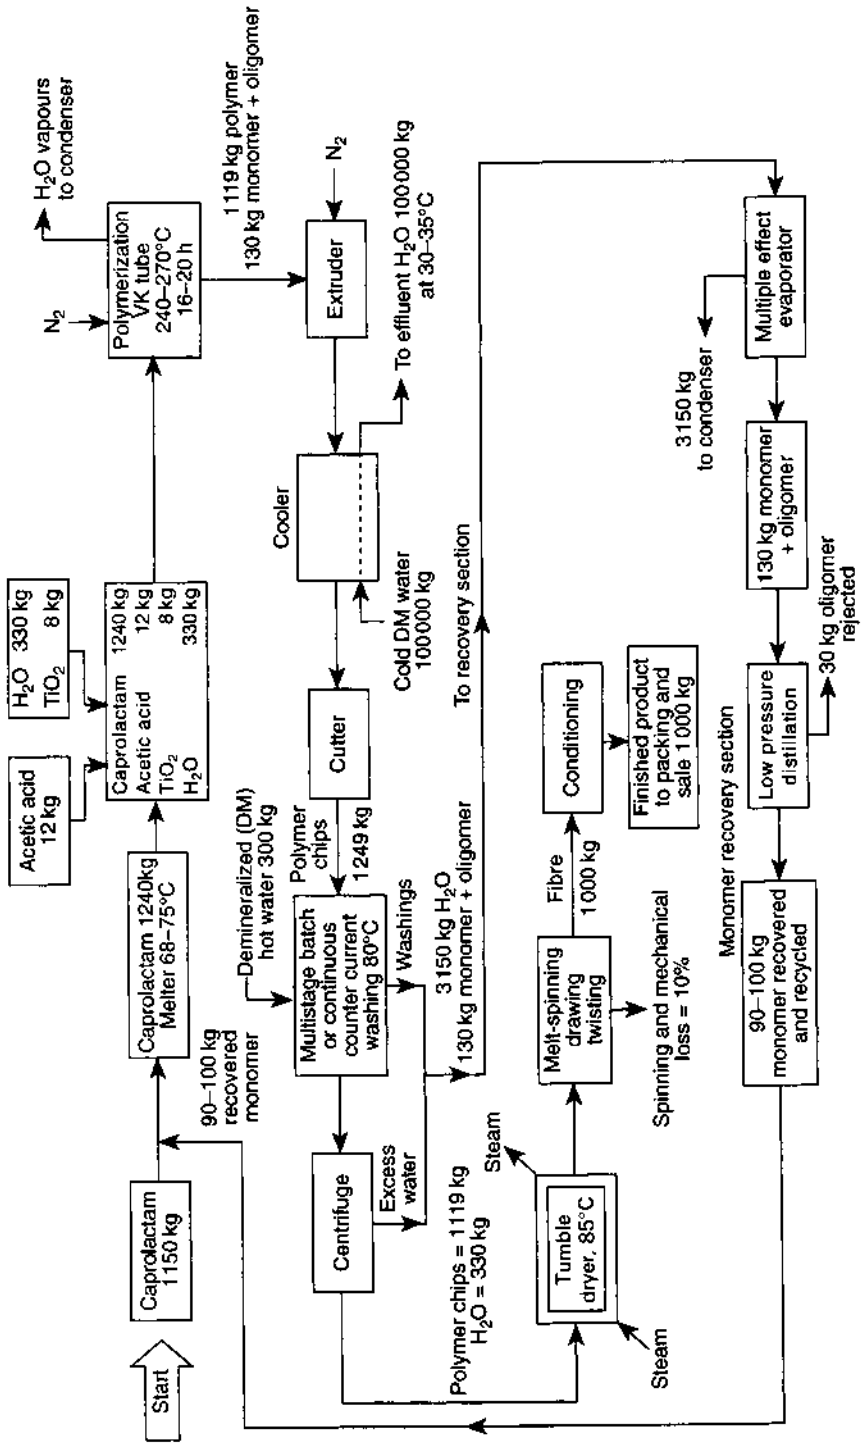 Start
Caprolactam
1150 kg
90–100 kg
recovered
monomer
Caprolactam 1240kg
Melter 68–75°C
Acetic acid
12 kg
H₂O 330 kg
TiO₂ 8 kg
Caprolactam 1240 kg
Acetic acid 12 kg
TiO₂ 8 kg
H₂O 330 kg
N₂
Polymerization
VK tube
240–270°C
16–20 h
H₂O vapours
to condenser
1119 kg polymer
130 kg monomer + oligomer
N₂
Extruder
Cooler
To effluent H₂O 100 000 kg
at 30–35°C
Cold DM water
100 000 kg
Cutter
Polymer
chips
1249 kg
Demineralized (DM)
hot water 300 kg
Multistage batch
or continuous
counter current
washing 80°C
Washings
Centrifuge
Excess
water
3150 kg H₂O
130 kg monomer + oligomer
To recovery section
Polymer chips = 1119 kg
H₂O = 330 kg
Steam
Tumble
dryer, 85°C
Steam
Melt-spinning
drawing
twisting
Spinning and mechanical
loss = 10%
Fibre
1000 kg
Conditioning
Finished product
to packing and
sale 1 000 kg
Multiple effect
evaporator
3150 kg
to condenser
130 kg monomer
+ oligomer
Low pressure
distillation
30 kg oligomer
rejected
Monomer recovery section
90–100 kg
monomer recovered
and recycled